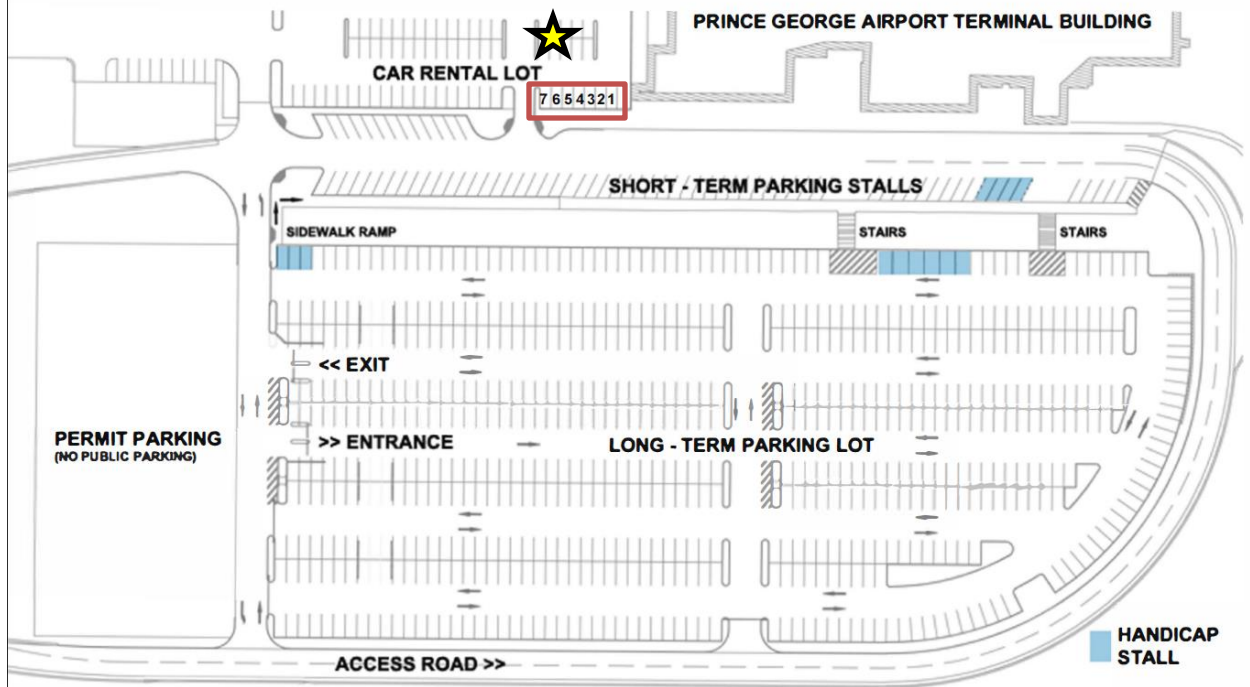 PRINCE GEORGE AIRPORT TERMINAL BUILDING
CAR RENTAL LOT
7 6 5 4 3 2 1
SHORT - TERM PARKING STALLS
SIDEWALK RAMP
STAIRS
STAIRS
<< EXIT
PERMIT PARKING
(NO PUBLIC PARKING)
>> ENTRANCE
LONG - TERM PARKING LOT
HANDICAP
STALL
ACCESS ROAD >>